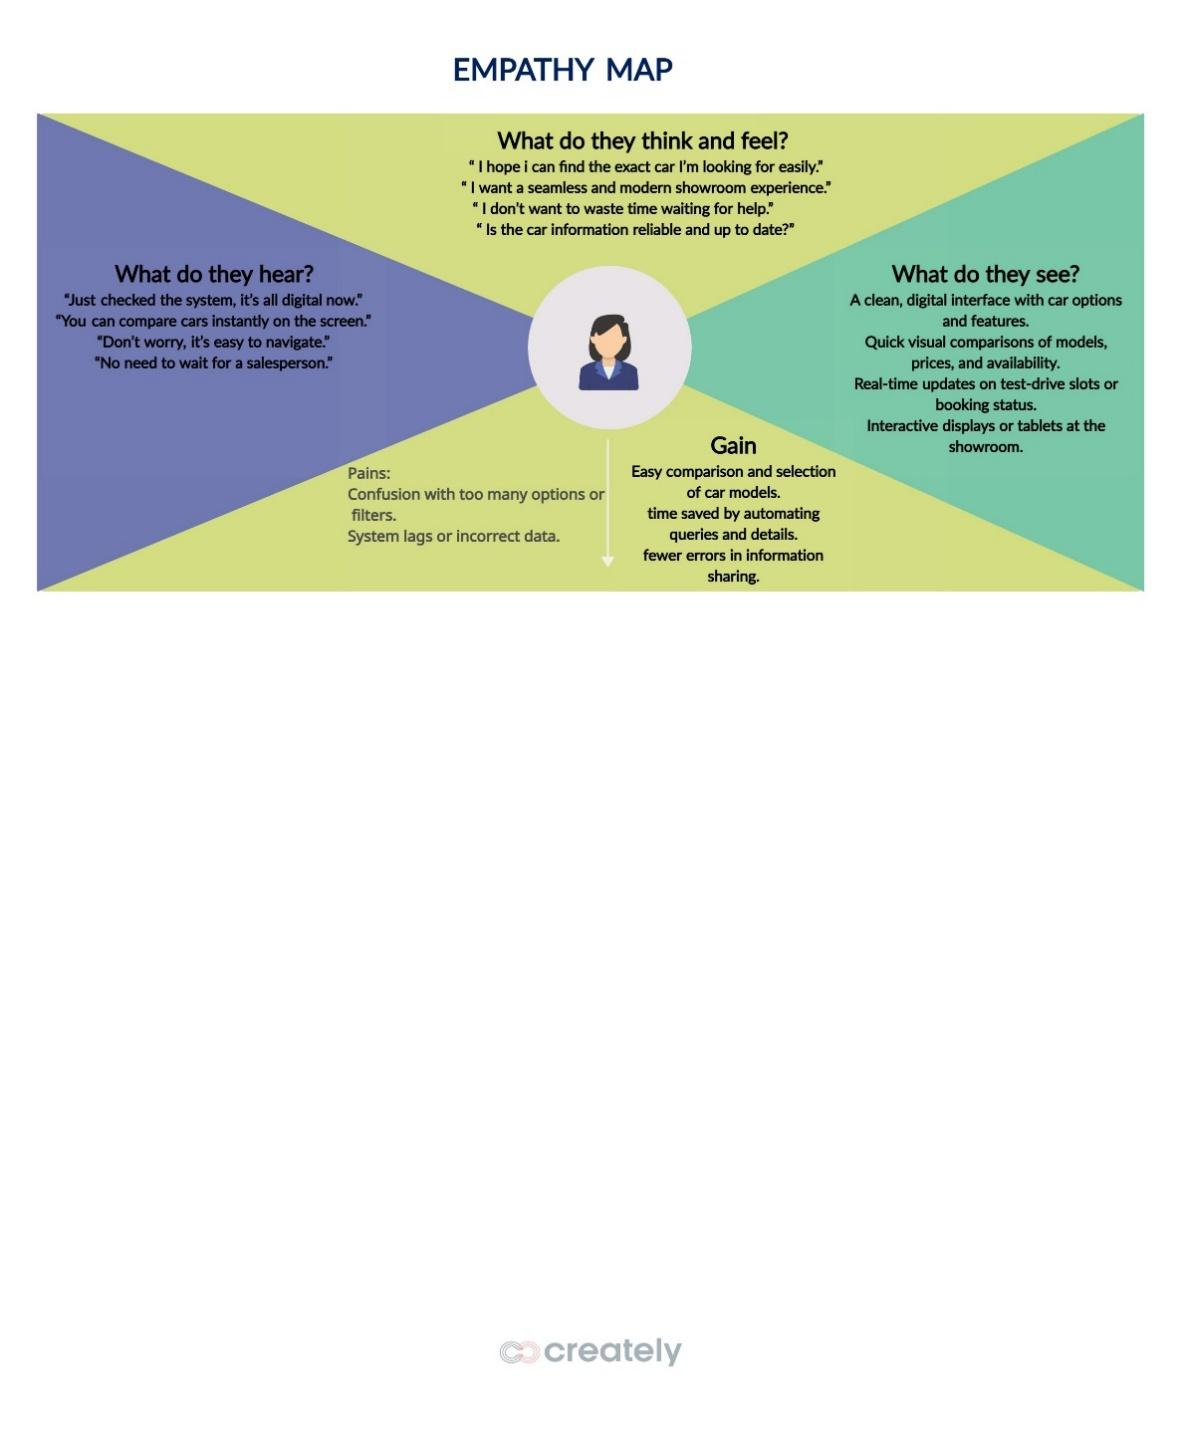 EMPATHY MAP
What do they think and feel?
“ I hope i can find the exact car I’m looking for easily.”
“ I want a seamless and modern showroom experience.”
“ I don’t want to waste time waiting for help.”
“ Is the car information reliable and up to date?”
What do they hear?
“Just checked the system, it’s all digital now.”
“You can compare cars instantly on the screen.”
“Don’t worry, it’s easy to navigate.”
“No need to wait for a salesperson.”
What do they see?
A clean, digital interface with car options
and features.
Quick visual comparisons of models,
prices, and availability.
Real-time updates on test-drive slots or
booking status.
Interactive displays or tablets at the
showroom.
Pains:
Confusion with too many options or
filters.
System lags or incorrect data.
Gain
Easy comparison and selection
of car models.
time saved by automating
queries and details.
fewer errors in information
sharing.
creately